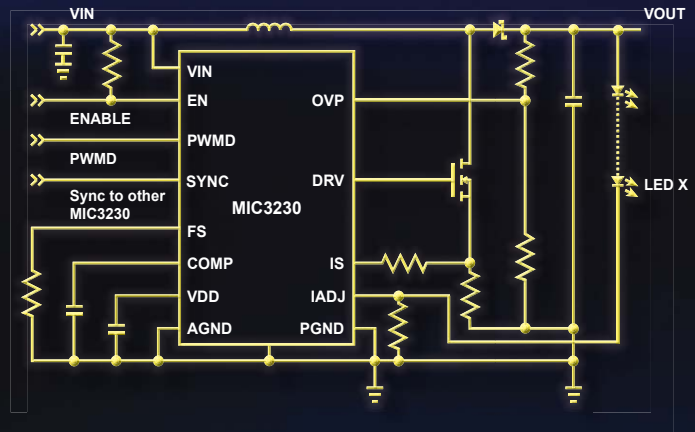 VIN
VOUT
VIN
EN
OVP
ENABLE
PWMD
PWMD
SYNC
DRV
LED X
Sync to other
MIC3230
MIC3230
FS
COMP
IS
VDD
IADJ
AGND
PGND